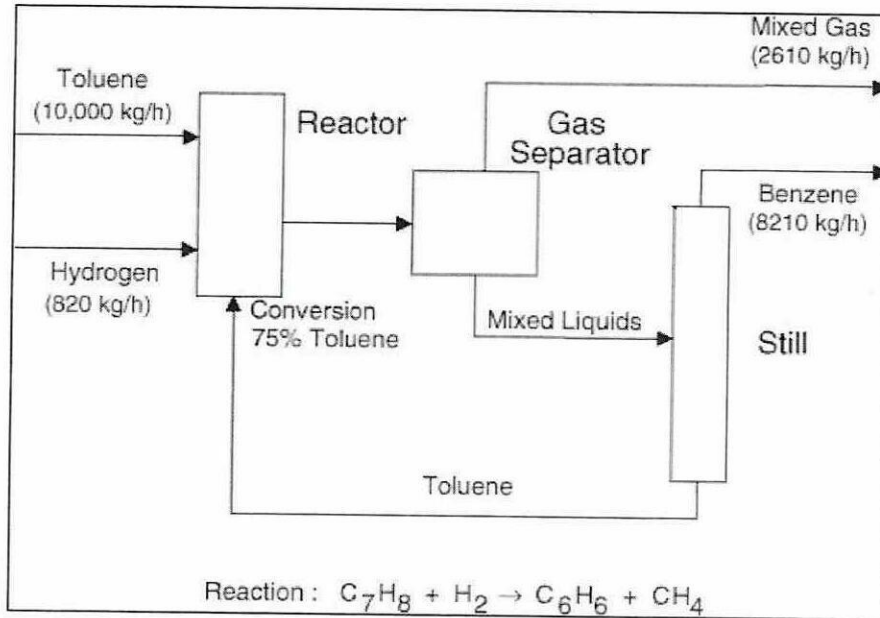 Mixed Gas
(2610 kg/h)
Toluene
(10,000 kg/h)
Reactor
Gas
Separator
Benzene
(8210 kg/h)
Hydrogen
(820 kg/h)
Conversion
75% Toluene
Mixed Liquids
Still
Toluene
Reaction : C7H8 + H2 → C6H6 + CH4